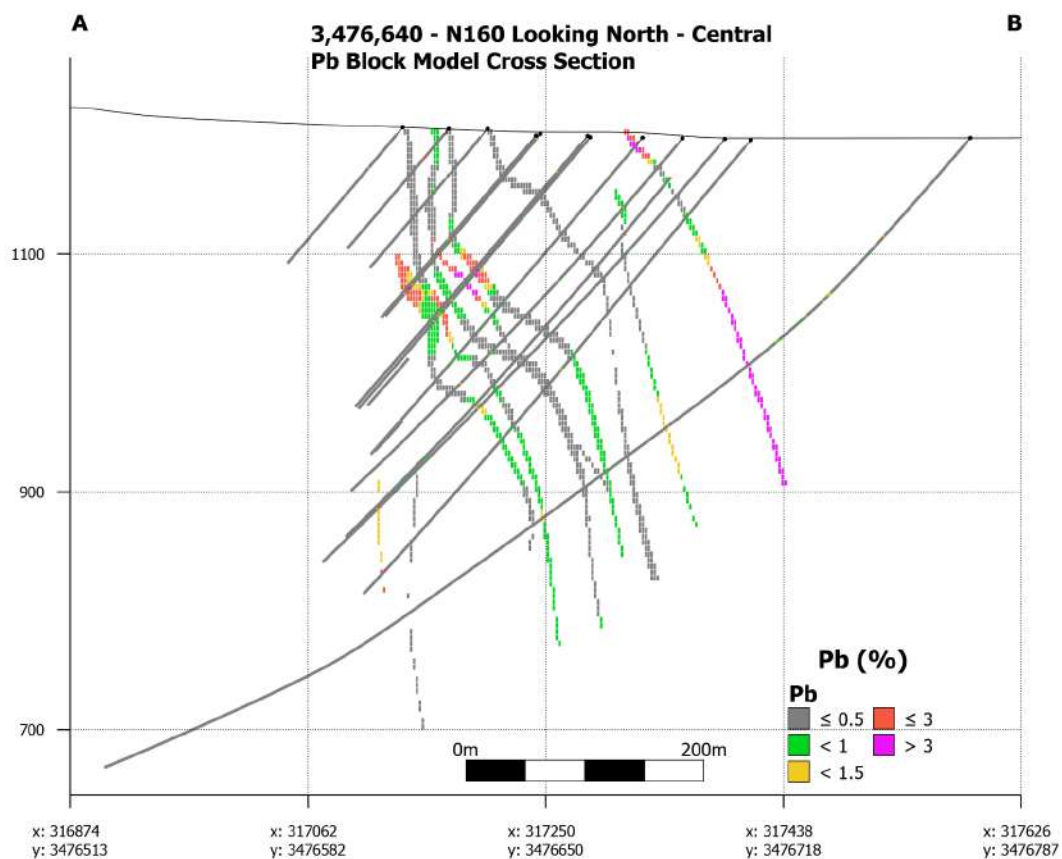 A
B
3,476,640 - N160 Looking North - Central
Pb Block Model Cross Section
1100
900
700
Pb (%)
Pb
≤ 0.5
≤ 3
< 1
> 3
< 1.5
0m
200m
x: 316874
y: 3476513
x: 317062
y: 3476582
x: 317250
y: 3476650
x: 317438
y: 3476718
x: 317626
y: 3476787